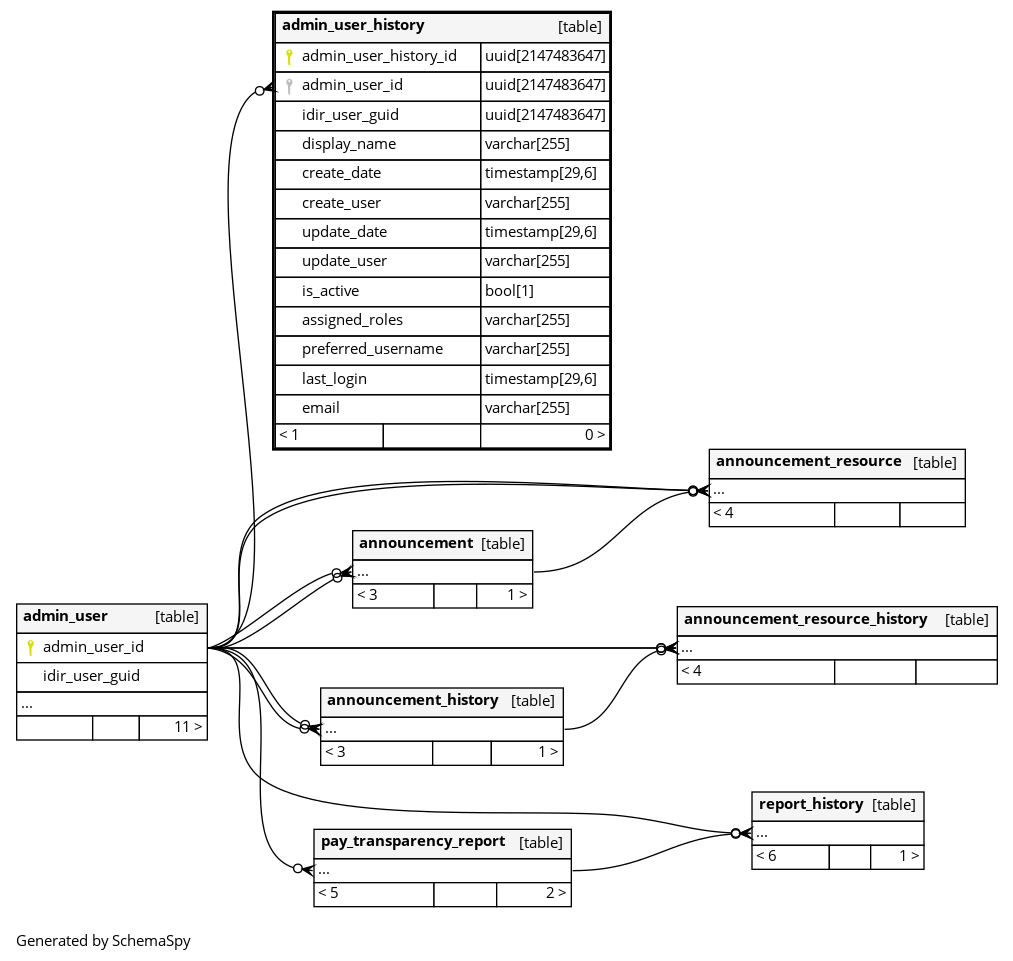 admin_user_history [table]
admin_user_history_id uuid[2147483647]
admin_user_id uuid[2147483647]
idir_user_guid uuid[2147483647]
display_name varchar[255]
create_date timestamp[29,6]
create_user varchar[255]
update_date timestamp[29,6]
update_user varchar[255]
is_active bool[1]
assigned_roles varchar[255]
preferred_username varchar[255]
last_login timestamp[29,6]
email varchar[255]
< 1 0 >
announcement_resource [table]
...
< 4
announcement [table]
...
< 3 1 >
admin_user [table]
admin_user_id
idir_user_guid
...
11 >
announcement_resource_history [table]
...
< 4
announcement_history [table]
...
< 3 1 >
report_history [table]
...
< 6 1 >
pay_transparency_report [table]
...
< 5 2 >
Generated by SchemaSpy